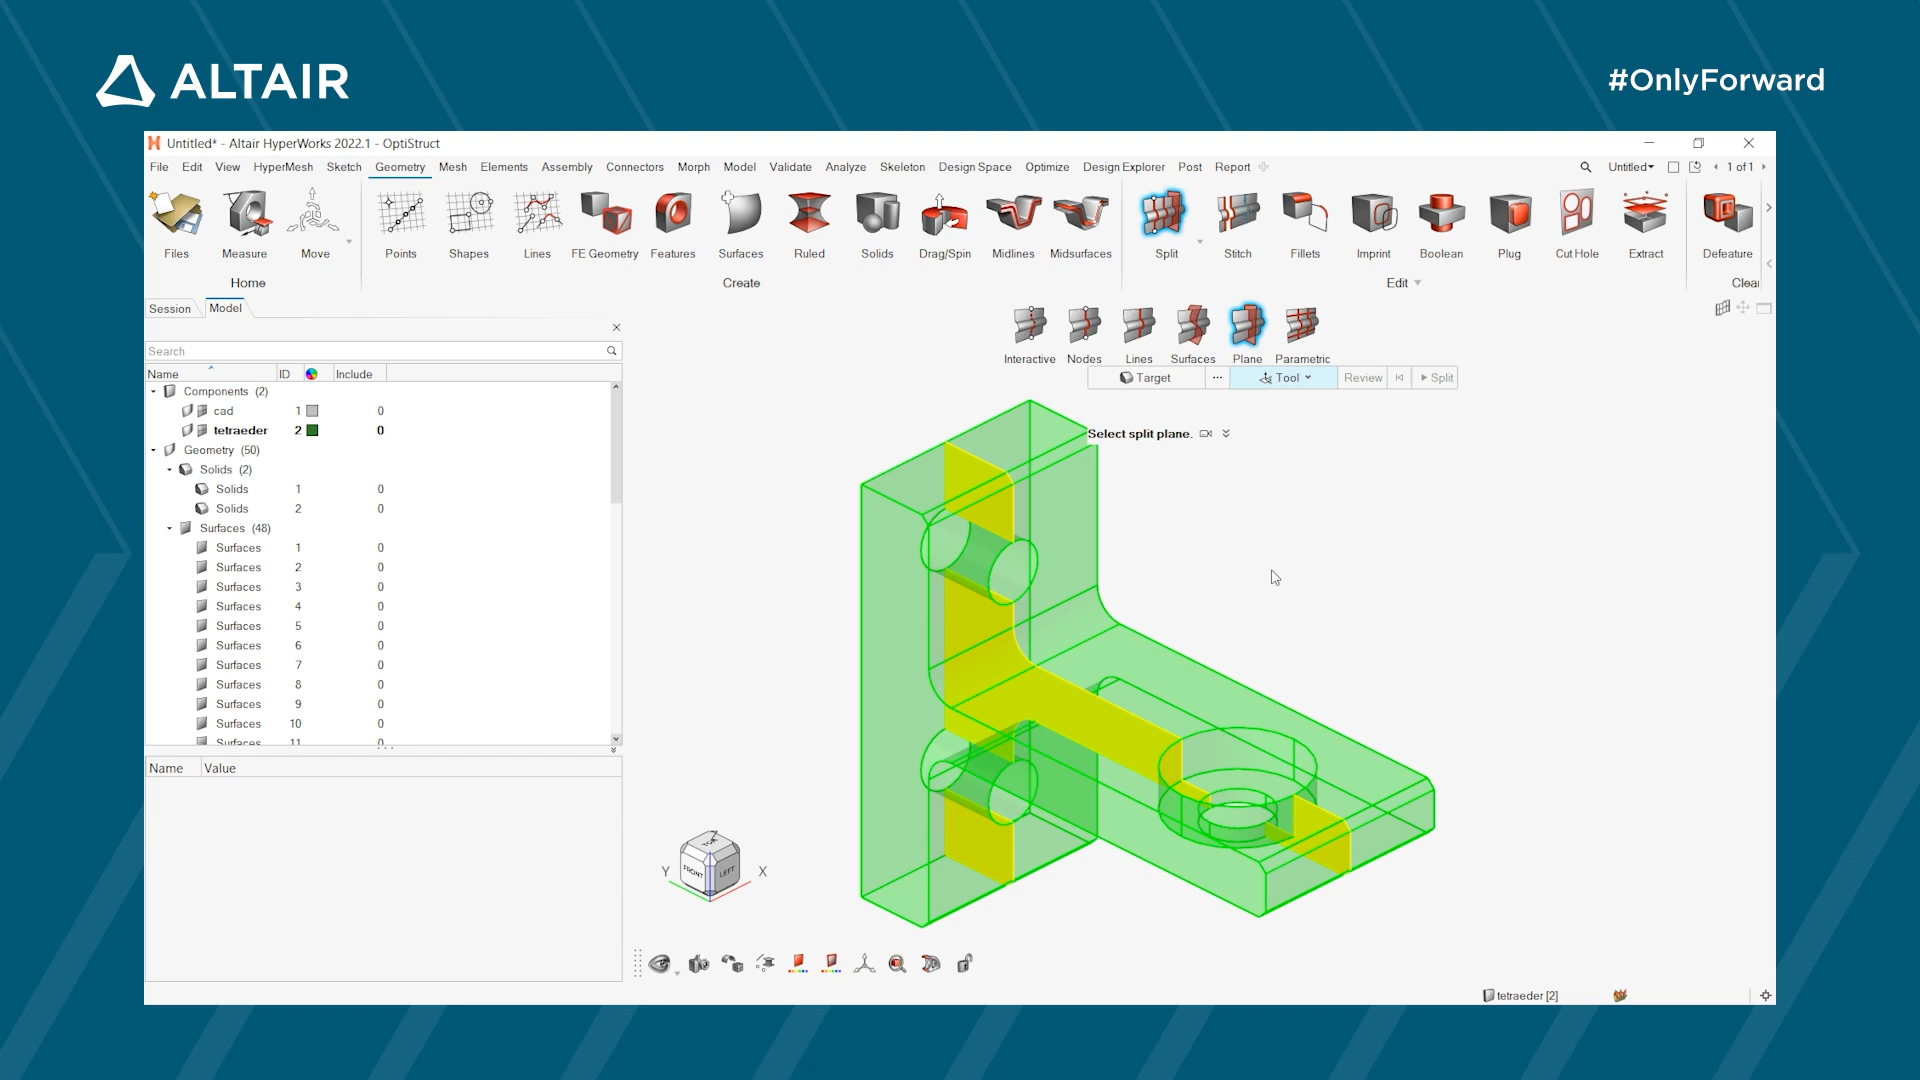 ALTAIR
#OnlyForward
Untitled* - Altair HyperWorks 2022.1 - OptiStruct
File Edit View HyperMesh Sketch Geometry Mesh Elements Assembly Connectors Morph Model Validate Analyze Skeleton Design Space Optimize Design Explorer Post Report Untitled 1 of 1
Files Measure Move Points Shapes Lines FE Geometry Features Surfaces Ruled Solids Drag/Spin Midlines Midsurfaces Split Stitch Fillets Imprint Boolean Plug Cut Hole Extract Defeature
Home Create Edit Clear
Session Model
Interactive Nodes Lines Surfaces Plane Parametric
Search
Target ... Tool Review Split
Name ID Include
Components (2)
cad 1 0
tetraeder 2 0
Geometry (50)
Solids (2)
Solids 1 0
Solids 2 0
Surfaces (48)
Surfaces 1 0
Surfaces 2 0
Surfaces 3 0
Surfaces 4 0
Surfaces 5 0
Surfaces 6 0
Surfaces 7 0
Surfaces 8 0
Surfaces 9 0
Surfaces 10 0
Surfaces 11 0
Select split plane.
Name Value
Z
TOP
Y FRONT LEFT X
tetraeder [2]